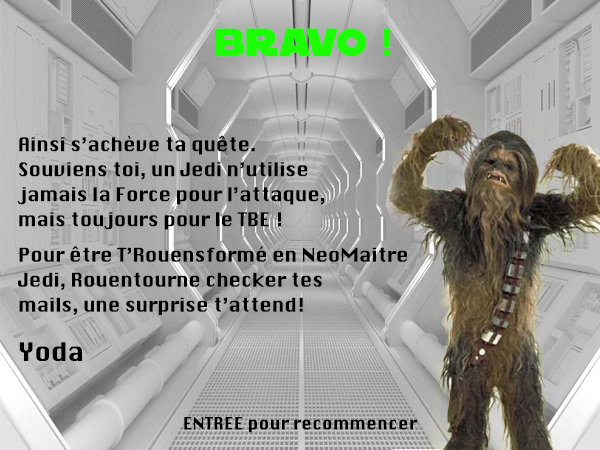 BRAVO !
Ainsi s'achève ta quête.
Souviens toi, un Jedi n'utilise
jamais la Force pour l'attaque,
mais toujours pour le TBE !
Pour être T'Rouensformé en NeoMaitre
Jedi, Rouentourne checker tes
mails, une surprise t'attend!
Yoda
ENTREE pour recommencer